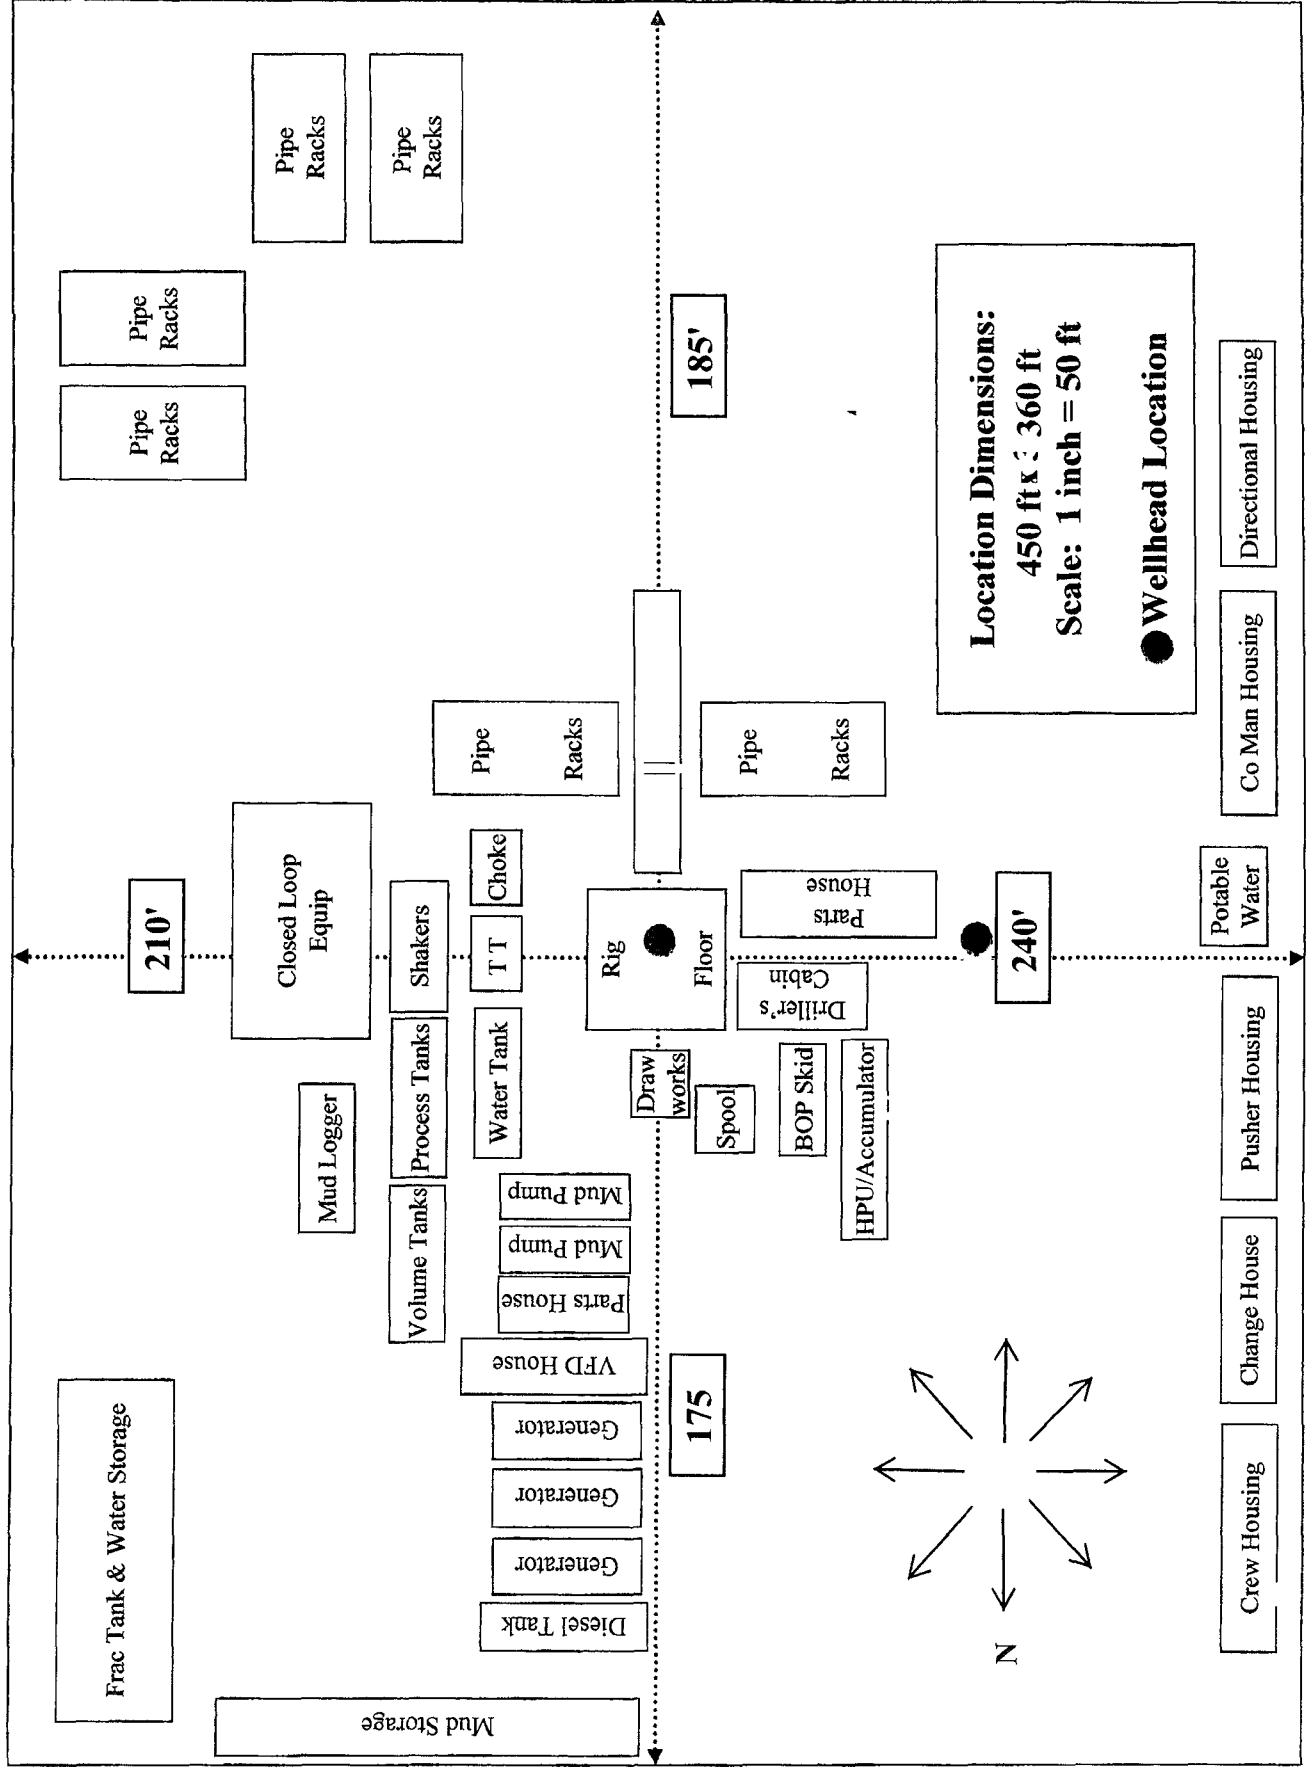 Frac Tank & Water Storage
Pipe
Racks
Pipe
Racks
Pipe
Racks
Pipe
Racks
210'
Closed Loop
Equip
Mud Logger
Volume Tanks
Process Tanks
Shakers
Mud Storage
Diesel Tank
Generator
Generator
Generator
VFD House
Parts House
Mud Pump
Mud Pump
Water Tank
T T
Choke
Pipe
Racks
Rig
Floor
Draw
works
Spool
175
185'
Pipe
Racks
BOP Skid
HPU/Accumulator
Driller's
Cabin
Parts
House
240'
Location Dimensions:
450 ft x 360 ft
Scale: 1 inch = 50 ft
Wellhead Location
N
Crew Housing
Change House
Pusher Housing
Potable
Water
Co Man Housing
Directional Housing